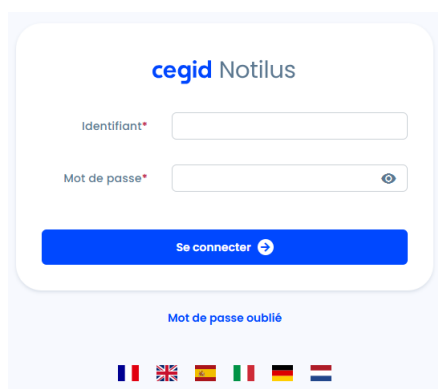 cegid Notilus
Identifiant*
Mot de passe*
Se connecter
Mot de passe oublié